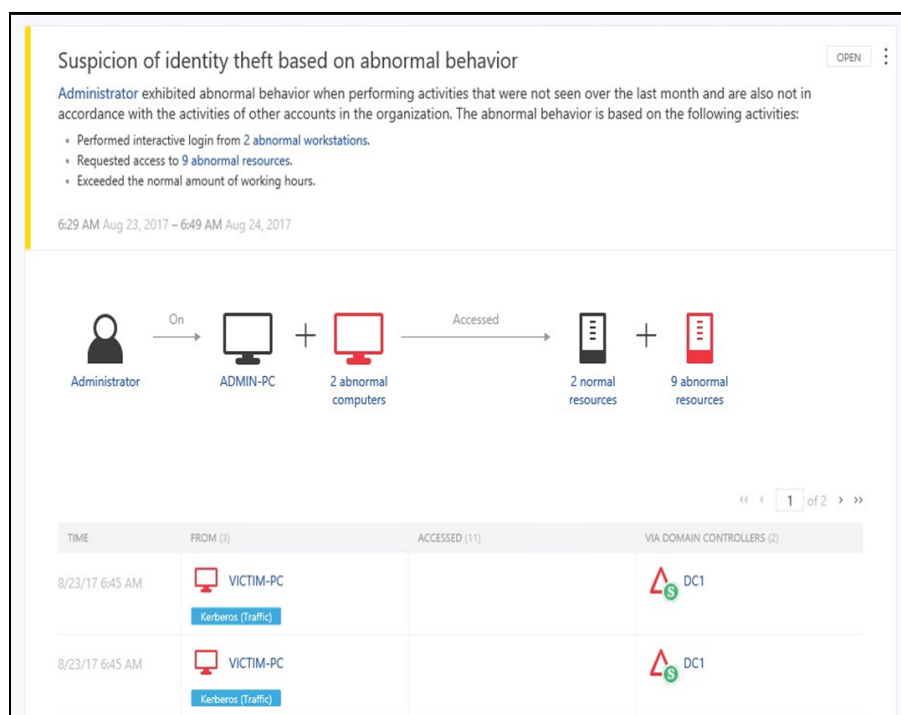 Suspicion of identity theft based on abnormal behavior
OPEN
Administrator exhibited abnormal behavior when performing activities that were not seen over the last month and are also not in
accordance with the activities of other accounts in the organization. The abnormal behavior is based on the following activities:
Performed interactive login from 2 abnormal workstations.
Requested access to 9 abnormal resources.
Exceeded the normal amount of working hours.
6:29 AM Aug 23, 2017 – 6:49 AM Aug 24, 2017
On
Accessed
Administrator
ADMIN-PC
2 abnormal
computers
2 normal
resources
9 abnormal
resources
1 of 2
TIME FROM (3) ACCESSED (11) VIA DOMAIN CONTROLLERS (2)
8/23/17 6:45 AM VICTIM-PC S DC1
Kerberos (Traffic)
8/23/17 6:45 AM VICTIM-PC S DC1
Kerberos (Traffic)